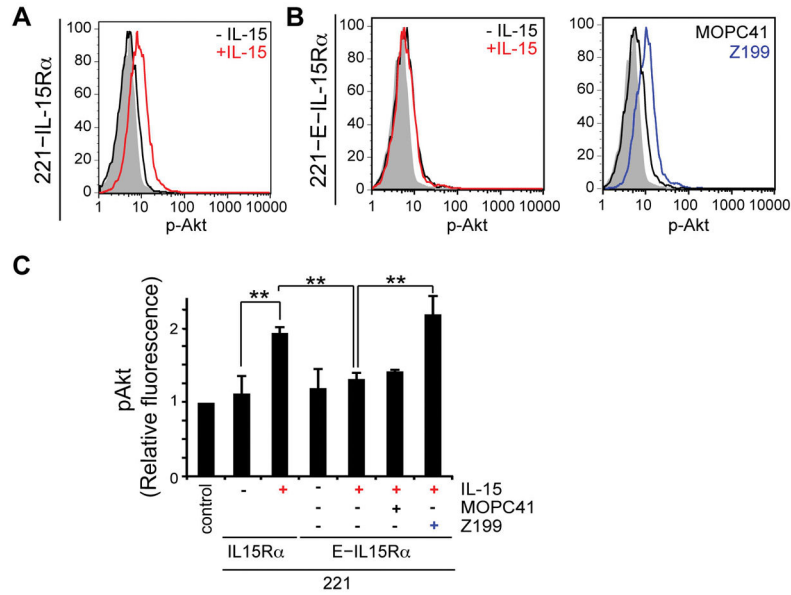 A
221−IL-15Rα
100
80
60
40
20
0
- IL-15
+IL-15
1 10 100 1000 10000
p-Akt
B
221−E−IL-15Rα
100
80
60
40
20
0
- IL-15
+IL-15
1 10 100 1000 10000
p-Akt
100
80
60
40
20
0
MOPC41
Z199
1 10 100 1000 10000
p-Akt
C
pAkt
(Relative fluorescence)
2
1
0
** ** **
control
- + - + + + IL-15
- - + - MOPC41
- - - + Z199
IL15Rα E−IL15Rα
221